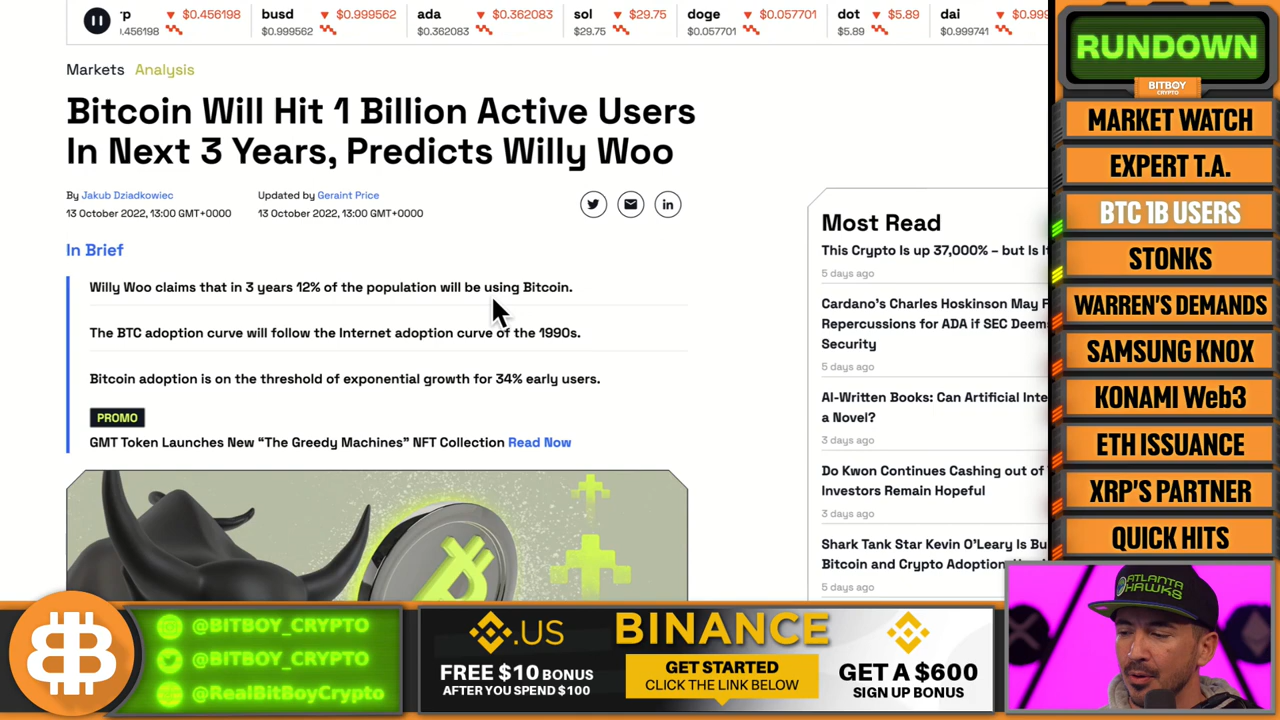 rp ▼ $0.456198 busd ▼ $0.999562 ada ▼ $0.362083 sol ▼ $29.75 doge ▼ $0.057701 dot ▼ $5.89 dai ▼ $0.999
.456198 $0.999562 $0.362083 $29.75 $0.057701 $5.89 $0.999741
Markets Analysis
Bitcoin Will Hit 1 Billion Active Users
In Next 3 Years, Predicts Willy Woo
By Jakub Dziadkowiec Updated by Geraint Price
13 October 2022, 13:00 GMT+0000 13 October 2022, 13:00 GMT+0000
In Brief
Willy Woo claims that in 3 years 12% of the population will be using Bitcoin.
The BTC adoption curve will follow the Internet adoption curve of the 1990s.
Bitcoin adoption is on the threshold of exponential growth for 34% early users.
PROMO
GMT Token Launches New “The Greedy Machines” NFT Collection Read Now
Most Read
This Crypto Is up 37,000% – but Is It
5 days ago
Cardano's Charles Hoskinson May F
Repercussions for ADA if SEC Deem
Security
5 days ago
AI-Written Books: Can Artificial Inte
a Novel?
3 days ago
Do Kwon Continues Cashing out of
Investors Remain Hopeful
3 days ago
Shark Tank Star Kevin O'Leary Is Bu
Bitcoin and Crypto Adoption
5 days ago
RUNDOWN
BITBOY
CRYPTO
MARKET WATCH
EXPERT T.A.
BTC 1B USERS
STONKS
WARREN'S DEMANDS
SAMSUNG KNOX
KONAMI Web3
ETH ISSUANCE
XRP'S PARTNER
QUICK HITS
ATLANTA
HAWKS
@BITBOY_CRYPTO
@BITBOY_CRYPTO
@RealBitBoyCrypto
.US
FREE $10 BONUS
AFTER YOU SPEND $100
BINANCE
GET STARTED
CLICK THE LINK BELOW
GET A $600
SIGN UP BONUS